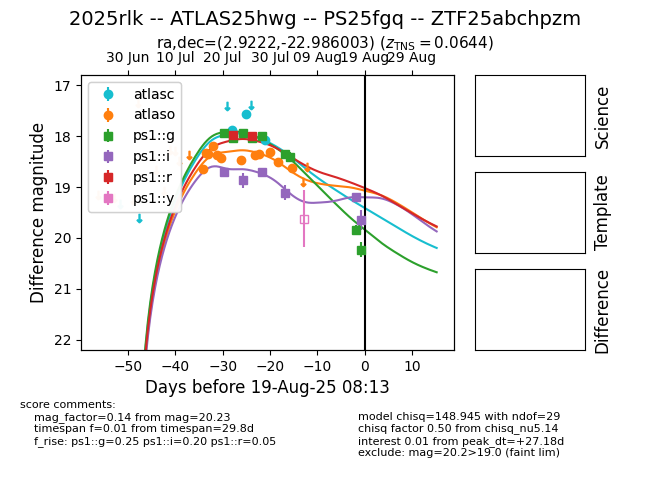 2025rlk -- ATLAS25hwg -- PS25fgq -- ZTF25abchpzm
ra,dec=(2.9222,-22.986003) (z_TNS = 0.0644)
30 Jun 10 Jul 20 Jul 30 Jul 09 Aug 19 Aug 29 Aug
atlasc
atlaso
ps1::g
ps1::i
ps1::r
ps1::y
17
18
19
20
21
22
Difference magnitude
−50 −40 −30 −20 −10 0 10
Days before 19-Aug-25 08:13
Science
Template
Difference
score comments:
mag_factor=0.14 from mag=20.23
timespan f=0.01 from timespan=29.8d
f_rise: ps1::g=0.25 ps1::i=0.20 ps1::r=0.05
model chisq=148.945 with ndof=29
chisq factor 0.50 from chisq_nu5.14
interest 0.01 from peak_dt=+27.18d
exclude: mag=20.2>19.0 (faint lim)